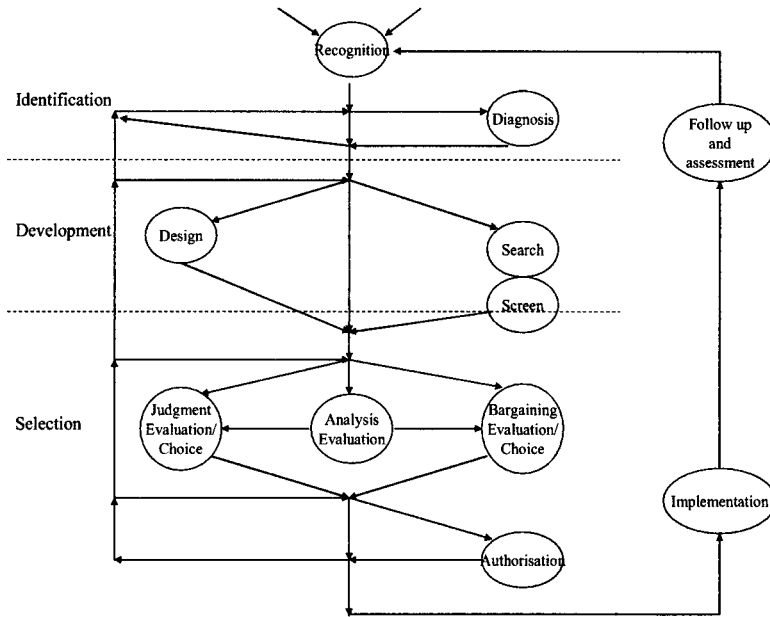 Recognition
Identification
Diagnosis
Follow up
and
assessment
Development
Design
Search
Screen
Selection
Judgment
Evaluation/
Choice
Analysis
Evaluation
Bargaining
Evaluation/
Choice
Implementation
Authorisation